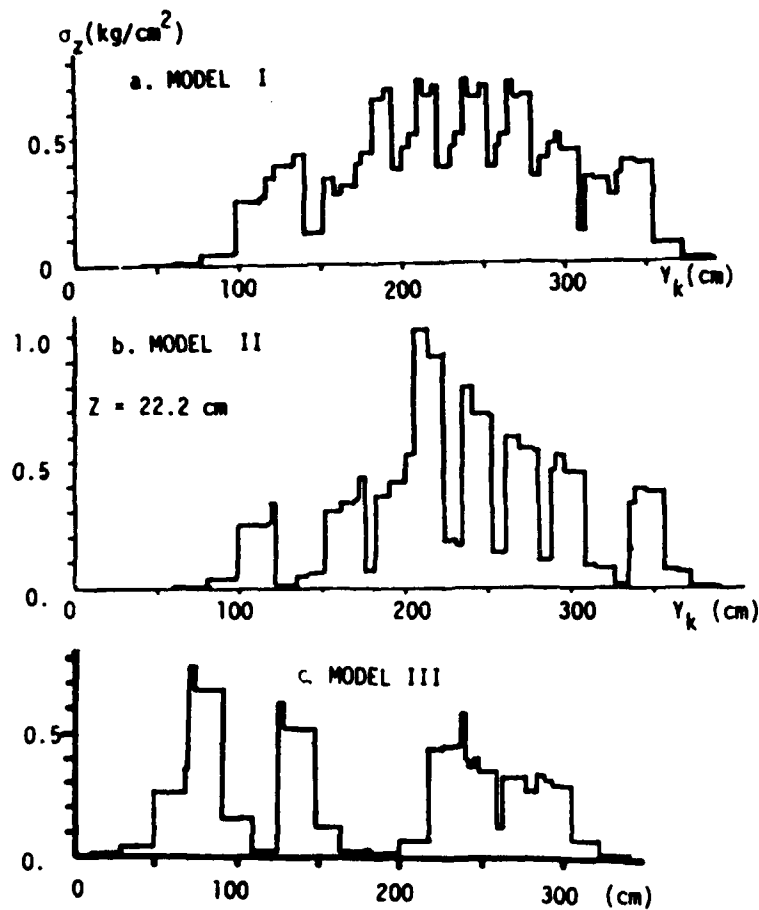 σz(kg/cm²)
a. MODEL I
0.5
0
0 100 200 300 Yk(cm)
1.0
b. MODEL II
Z = 22.2 cm
0.5
0.
0 100 200 300 Yk (cm)
c. MODEL III
0.5
0.
0 100 200 300 (cm)